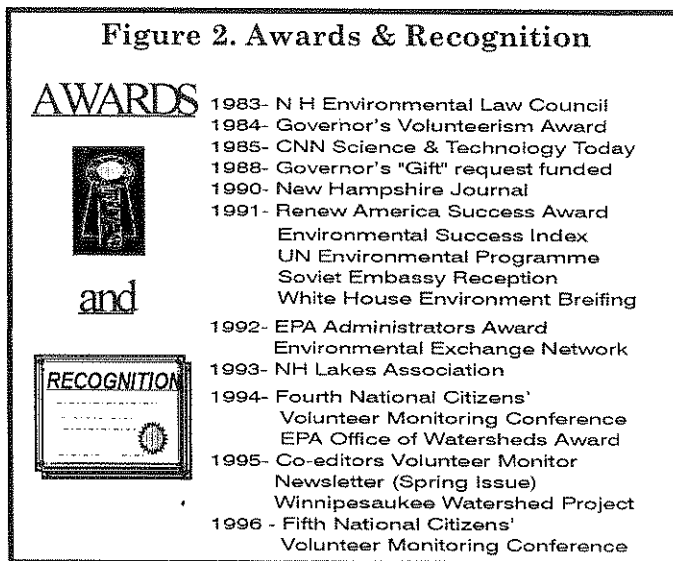 Figure 2. Awards & Recognition
AWARDS
and
RECOGNITION
1983- N H Environmental Law Council
1984- Governor's Volunteerism Award
1985- CNN Science & Technology Today
1988- Governor's "Gift" request funded
1990- New Hampshire Journal
1991- Renew America Success Award
Environmental Success Index
UN Environmental Programme
Soviet Embassy Reception
White House Environment Breifing
1992- EPA Administrators Award
Environmental Exchange Network
1993- NH Lakes Association
1994- Fourth National Citizens'
Volunteer Monitoring Conference
EPA Office of Watersheds Award
1995- Co-editors Volunteer Monitor
Newsletter (Spring Issue)
Winnipesaukee Watershed Project
1996 - Fifth National Citizens'
Volunteer Monitoring Conference